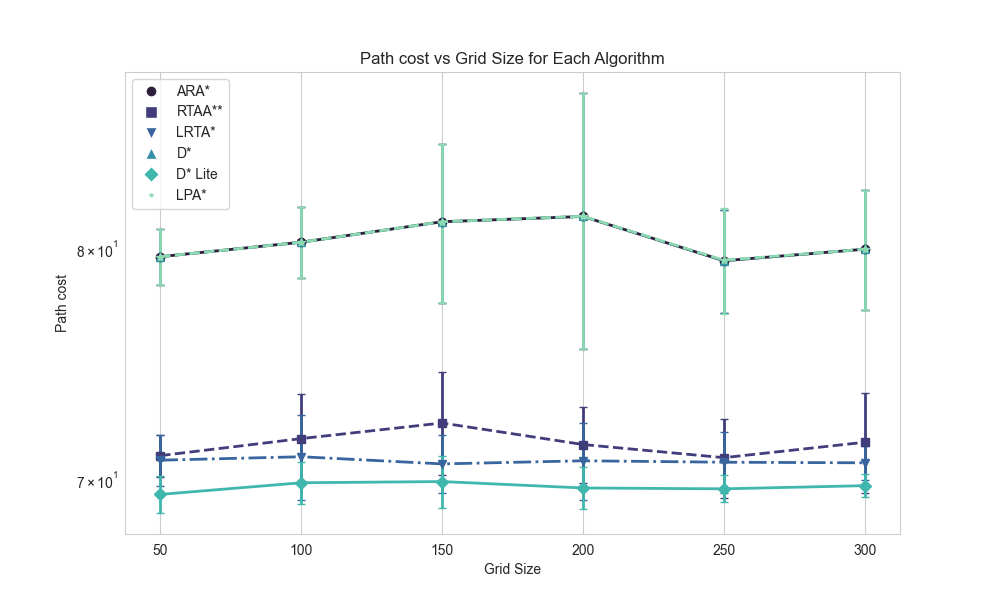 Path cost vs Grid Size for Each Algorithm
ARA*
RTAA**
LRTA*
D*
D* Lite
LPA*
8 × 10¹
7 × 10¹
Path cost
50 100 150 200 250 300
Grid Size